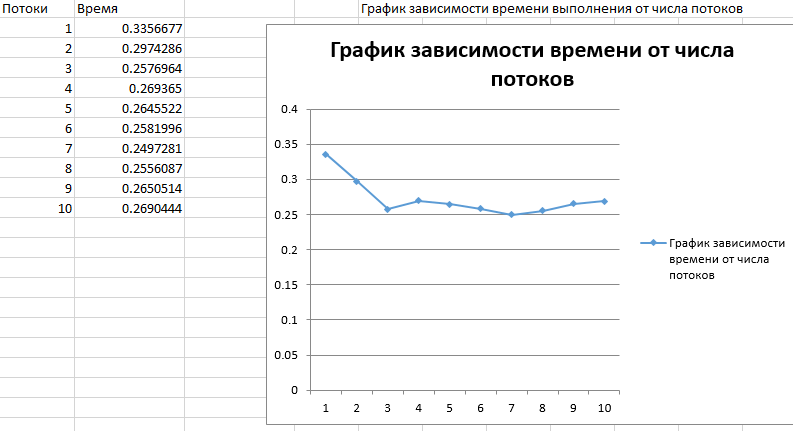 Потоки Время График зависимости времени выполнения от числа потоков
1 0.3356677
2 0.2974286
3 0.2576964
4 0.269365
5 0.2645522
6 0.2581996
7 0.2497281
8 0.2556087
9 0.2650514
10 0.2690444
График зависимости времени от числа
потоков
0.4
0.35
0.3
0.25
0.2
0.15
0.1
0.05
0
1 2 3 4 5 6 7 8 9 10
График зависимости
времени от числа
потоков